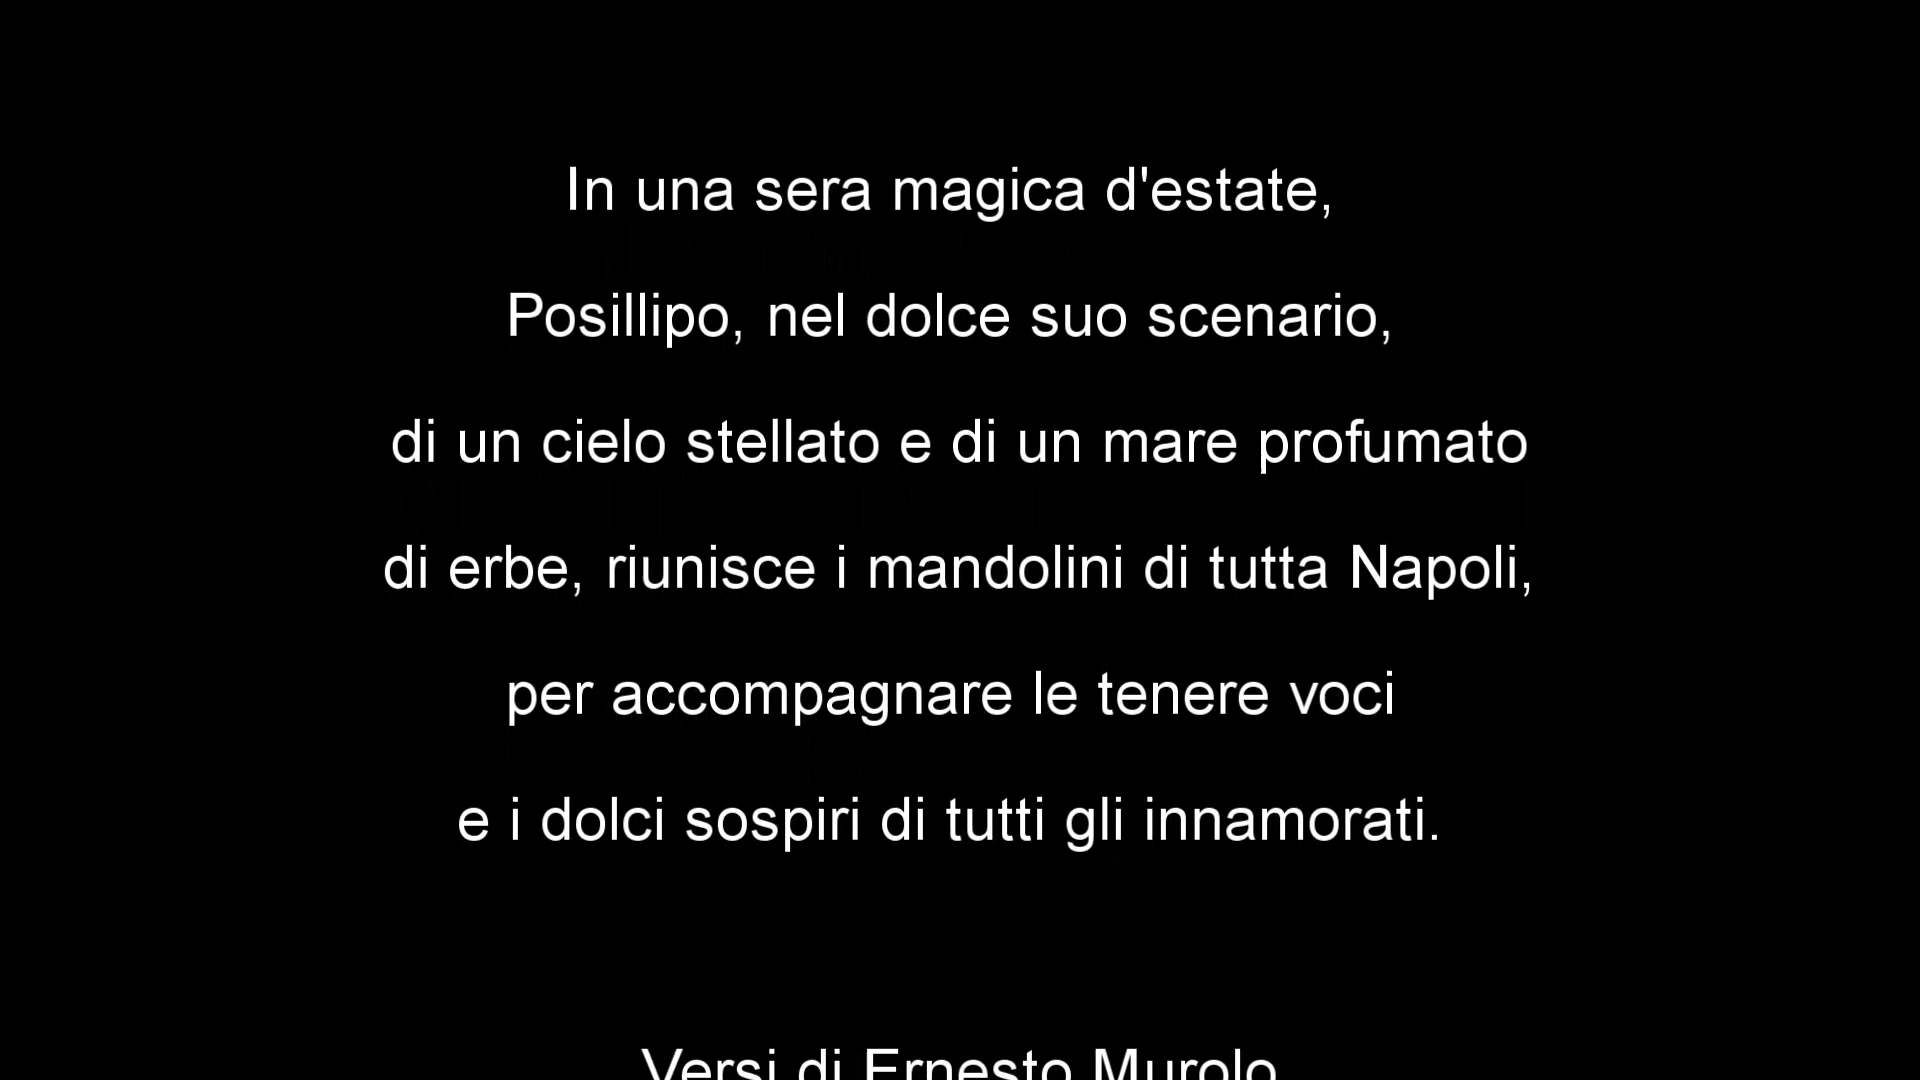 In una sera magica d'estate,
Posillipo, nel dolce suo scenario,
di un cielo stellato e di un mare profumato
di erbe, riunisce i mandolini di tutta Napoli,
per accompagnare le tenere voci
e i dolci sospiri di tutti gli innamorati.
Versi di Ernesto Murolo